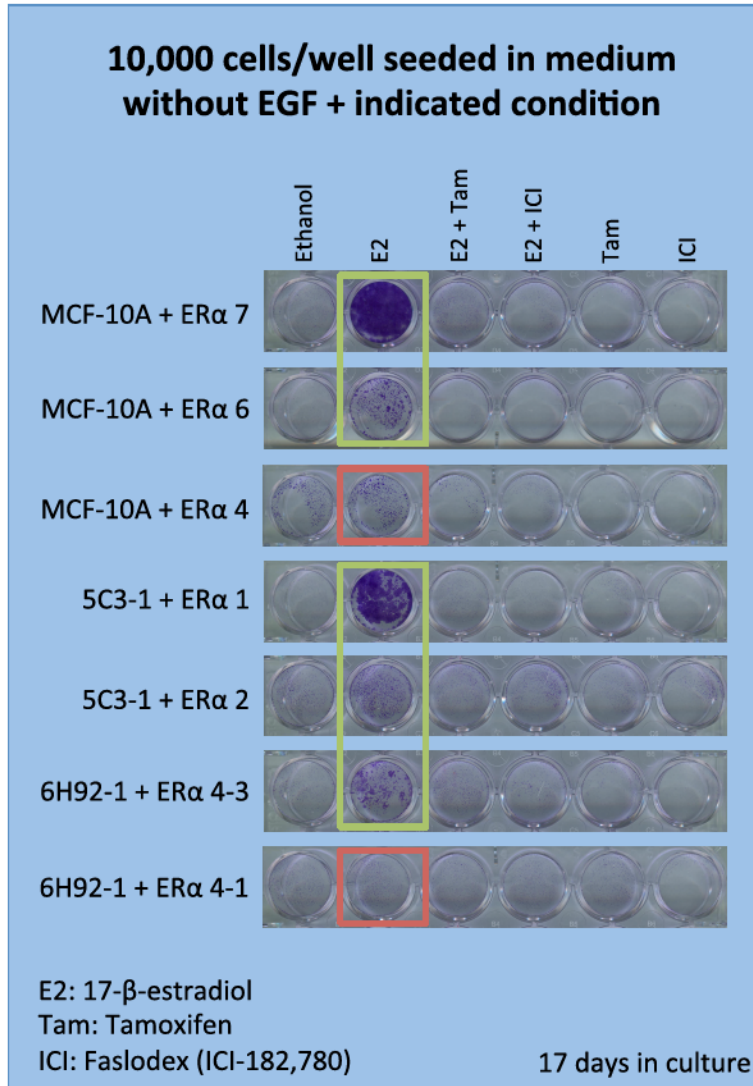 10,000 cells/well seeded in medium
without EGF + indicated condition
Ethanol
E2
E2 + Tam
E2 + ICI
Tam
ICI
MCF-10A + ERα 7
MCF-10A + ERα 6
MCF-10A + ERα 4
5C3-1 + ERα 1
5C3-1 + ERα 2
6H92-1 + ERα 4-3
6H92-1 + ERα 4-1
E2: 17-β-estradiol
Tam: Tamoxifen
ICI: Faslodex (ICI-182,780)
17 days in culture